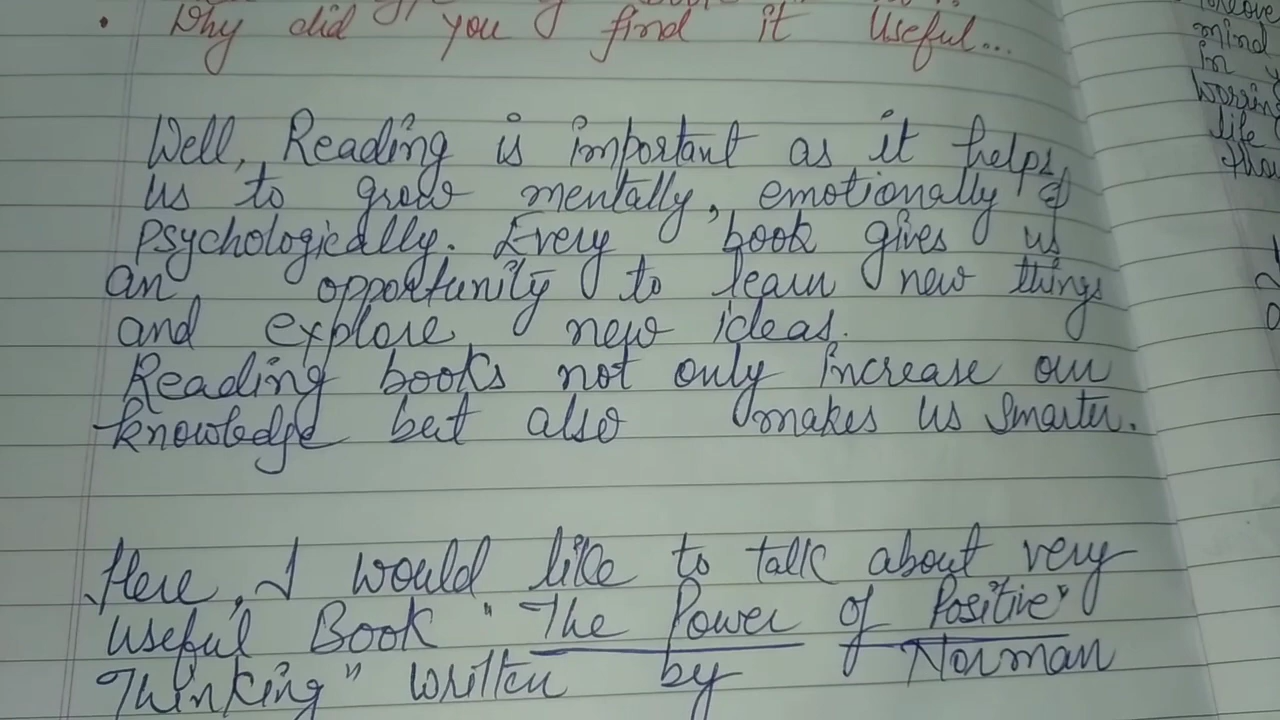 • Why did you find it Useful...
Well, Reading is important as it helps
us to grow mentally, emotionally &
Psychologically. Every book gives us
an opportunity to learn new things
and explore new ideas.
Reading books not only increase our
knowledge but also makes us smarter.
Here, I would like to talk about very
useful Book "The Power of Positive"
Thinking" written by Norman
mind
in
life